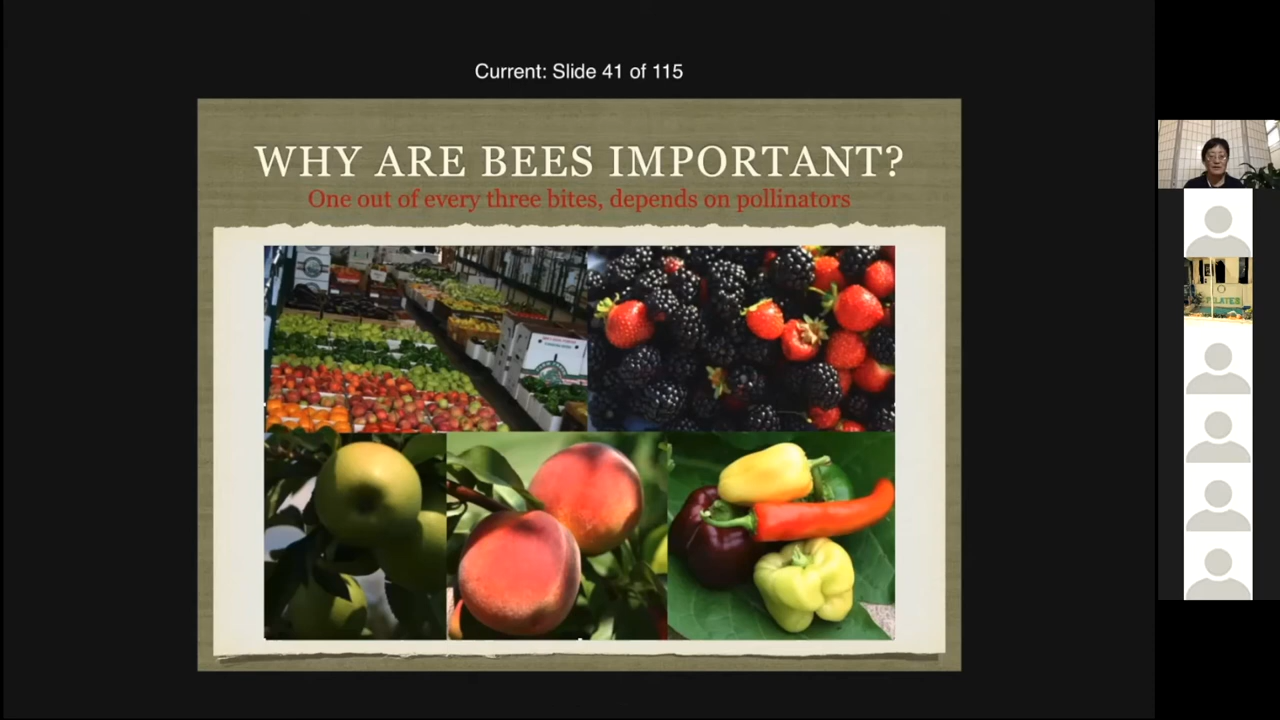 Current: Slide 41 of 115
WHY ARE BEES IMPORTANT?
One out of every three bites, depends on pollinators